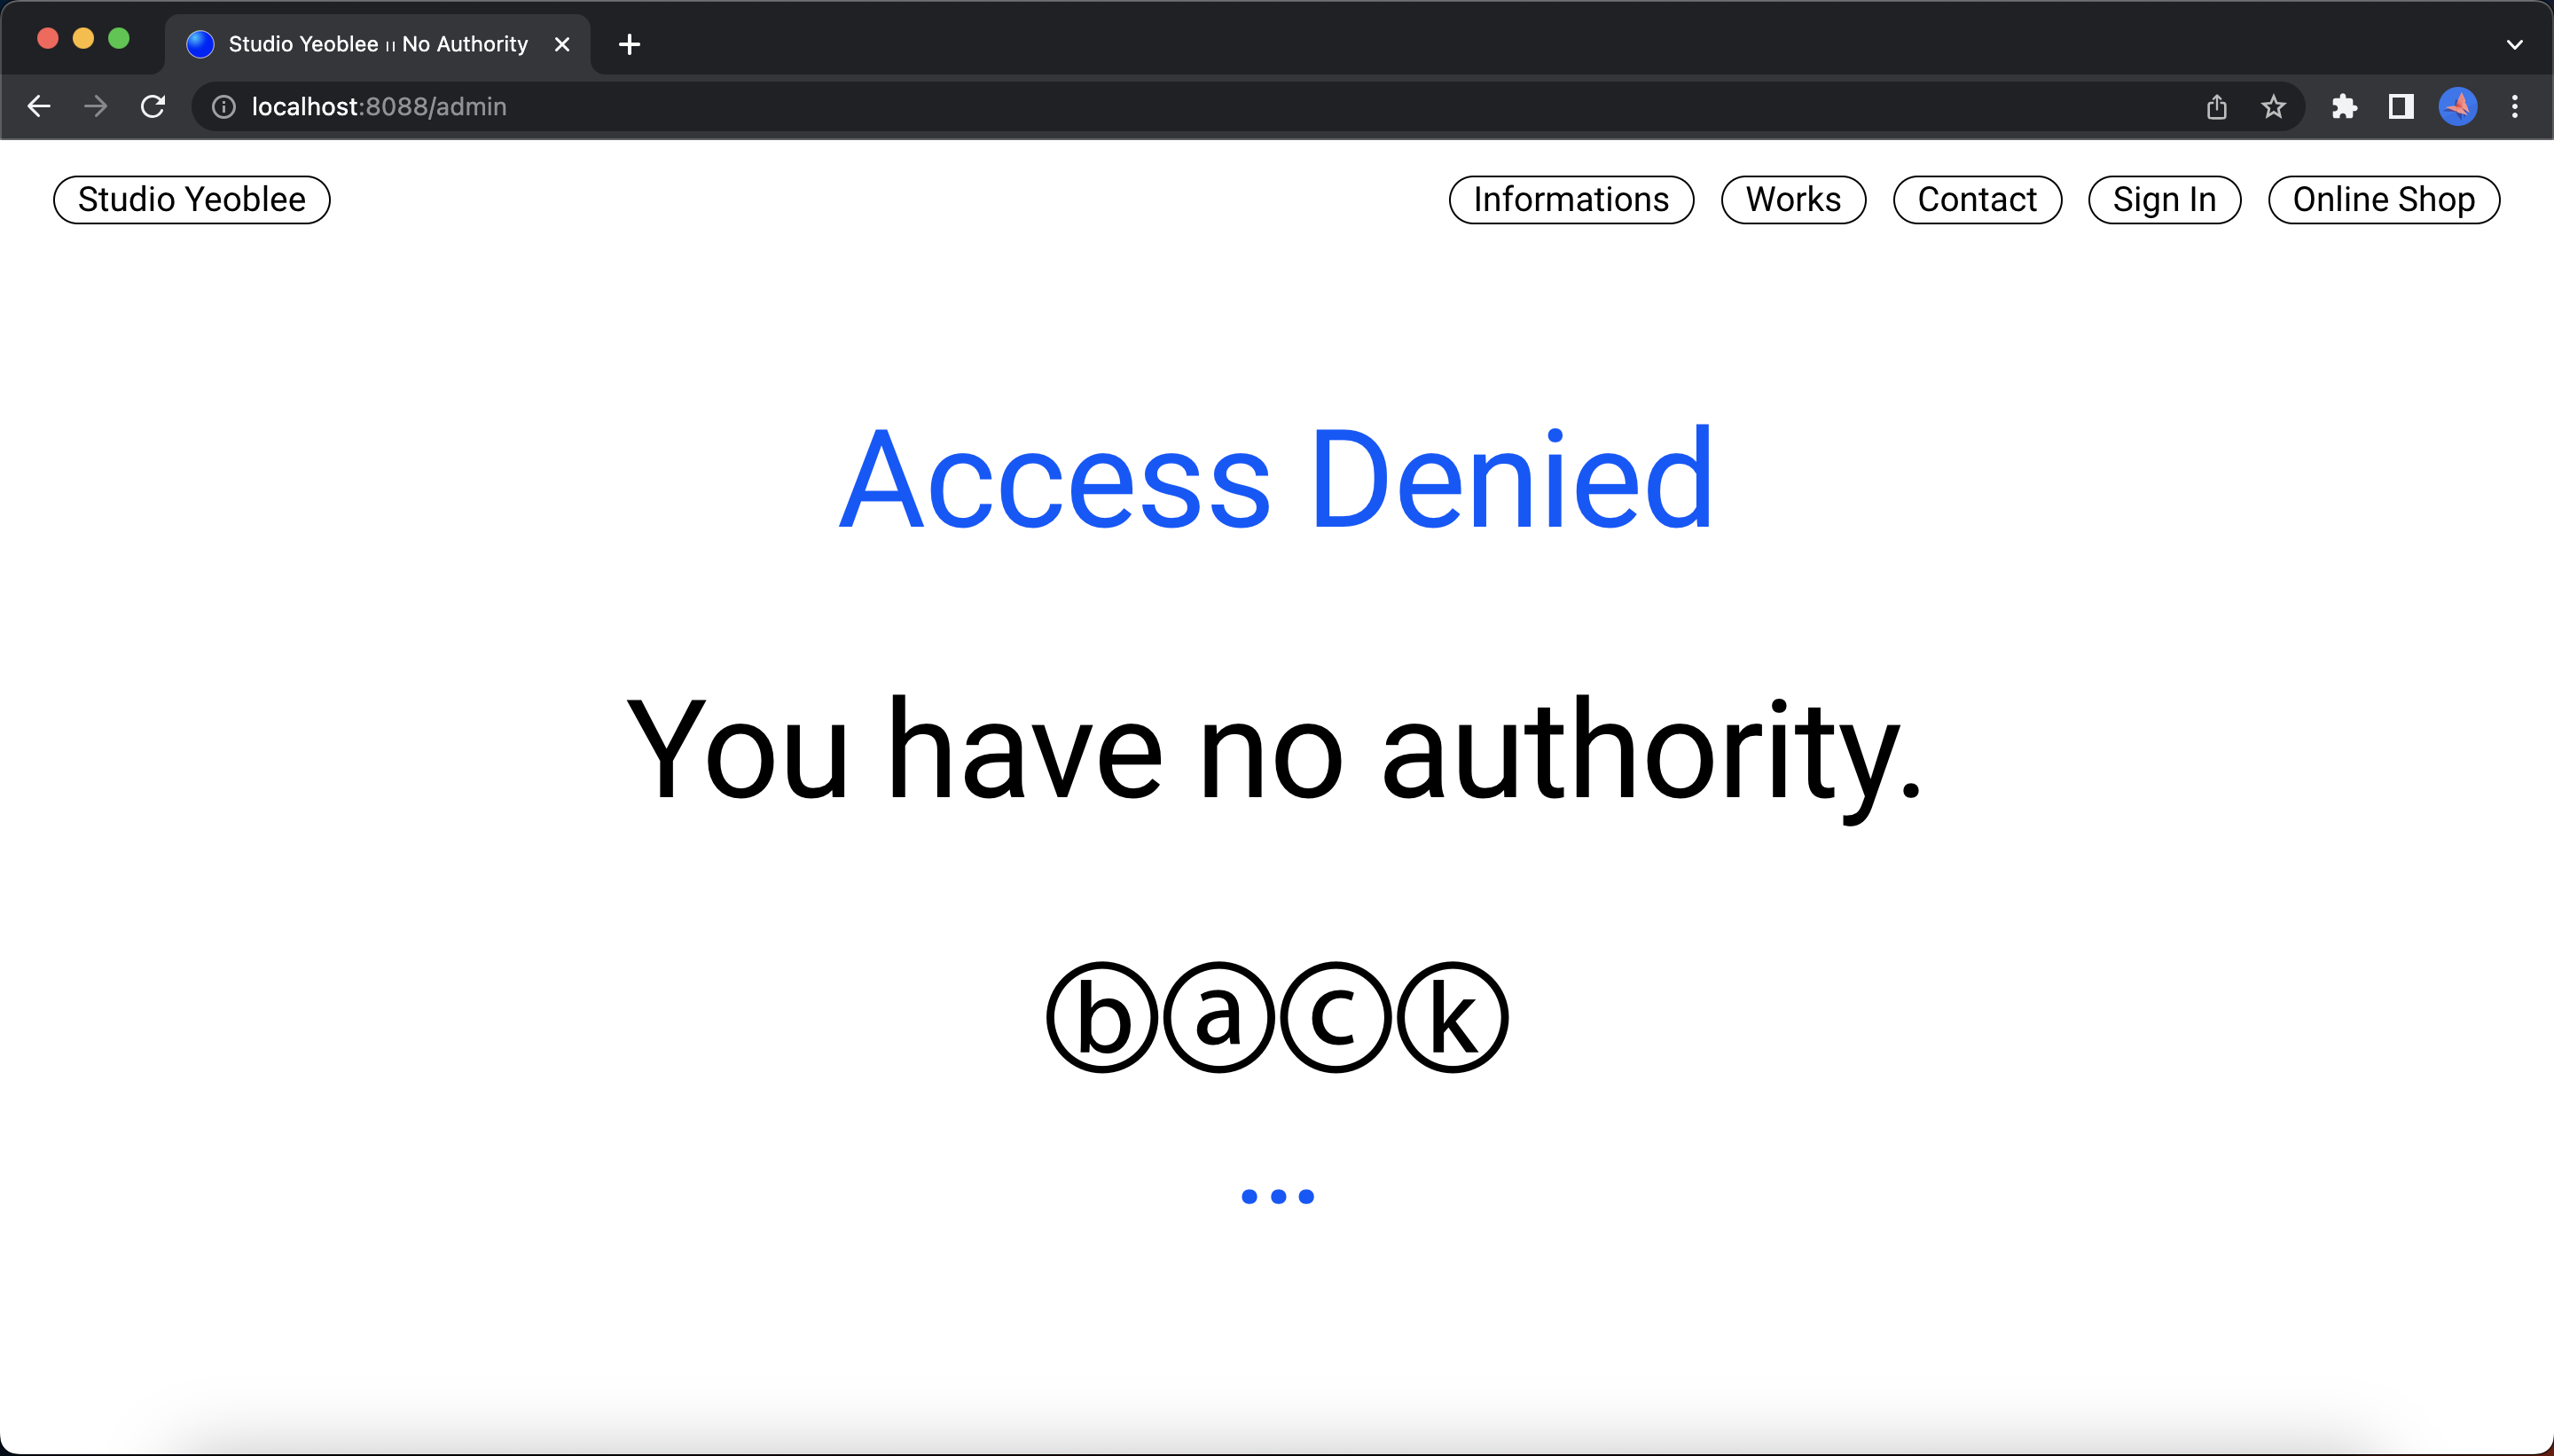 Studio Yeoblee ıı No Authority
localhost:8088/admin
Studio Yeoblee Informations Works Contact Sign In Online Shop
Access Denied
You have no authority.
ⓑⓐⓒⓚ
...